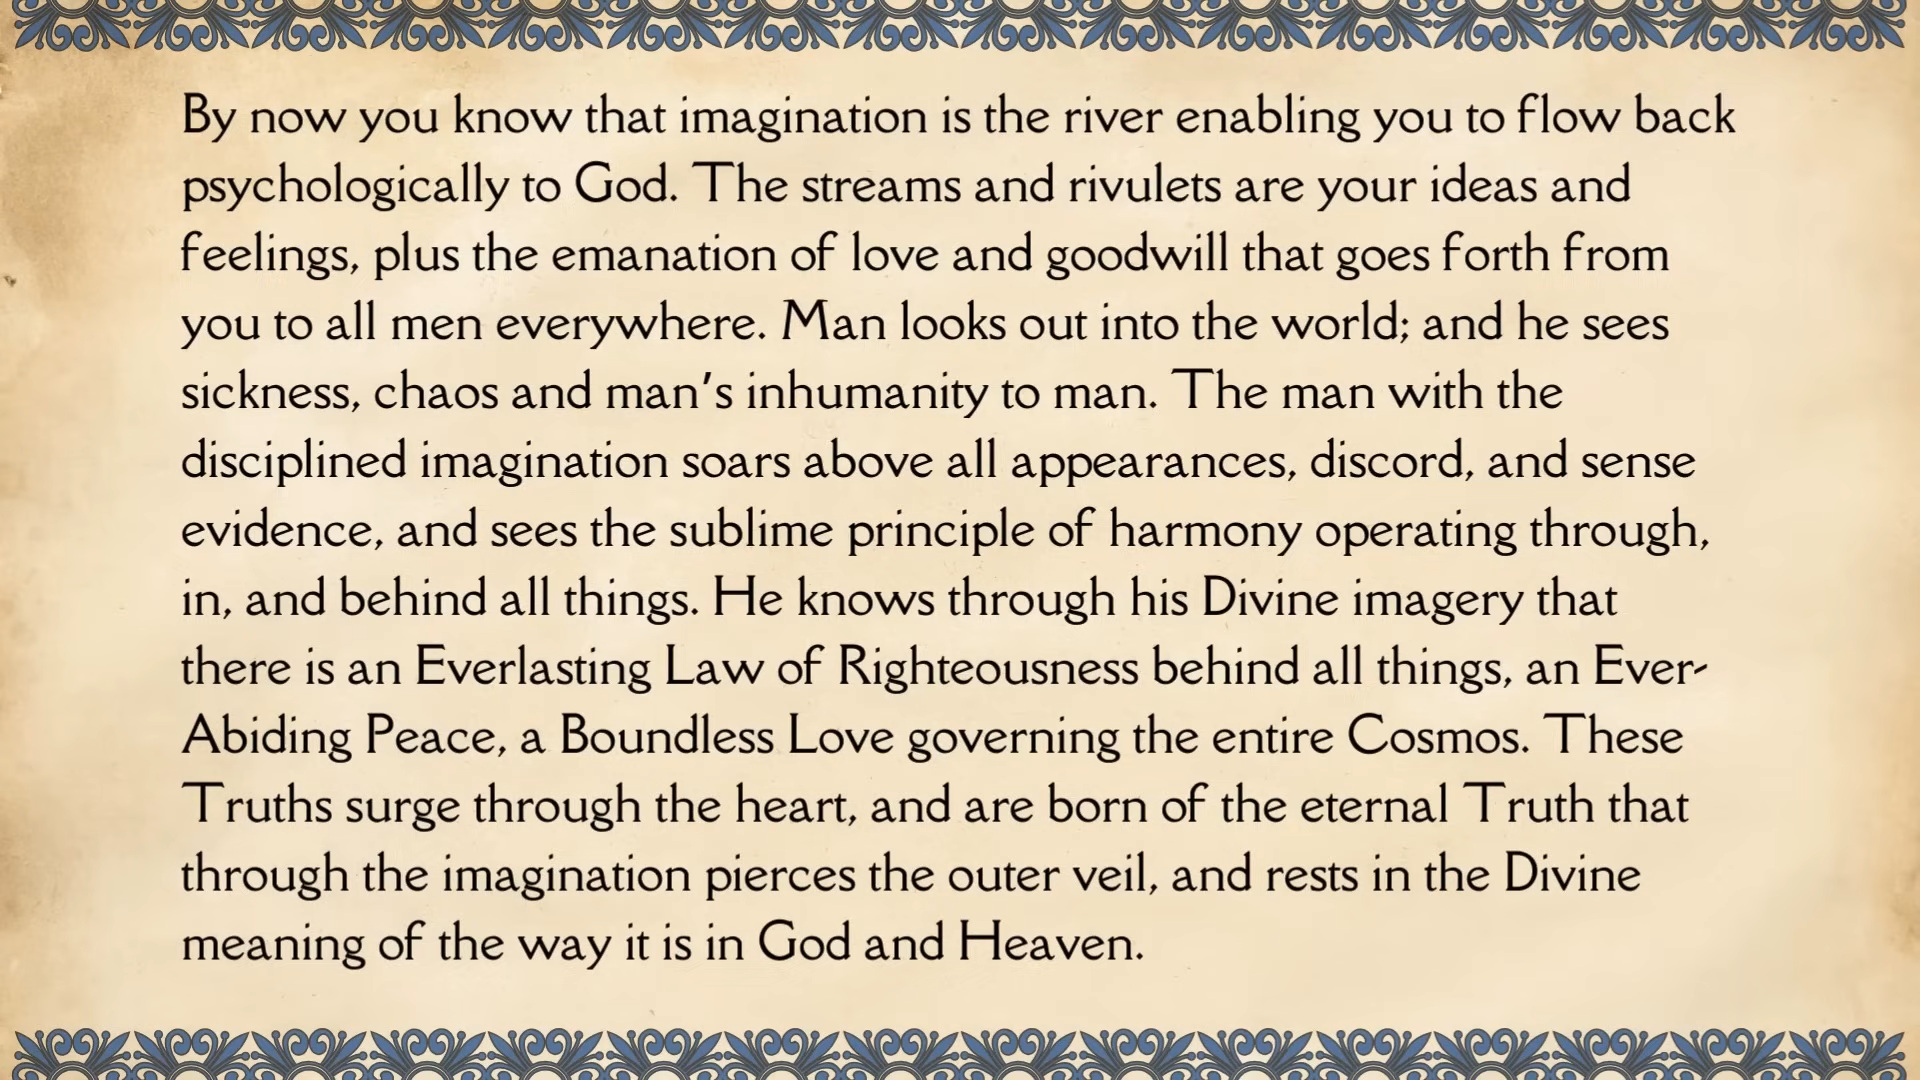 By now you know that imagination is the river enabling you to flow back
psychologically to God. The streams and rivulets are your ideas and
feelings, plus the emanation of love and goodwill that goes forth from
you to all men everywhere. Man looks out into the world; and he sees
sickness, chaos and man's inhumanity to man. The man with the
disciplined imagination soars above all appearances, discord, and sense
evidence, and sees the sublime principle of harmony operating through,
in, and behind all things. He knows through his Divine imagery that
there is an Everlasting Law of Righteousness behind all things, an Ever-
Abiding Peace, a Boundless Love governing the entire Cosmos. These
Truths surge through the heart, and are born of the eternal Truth that
through the imagination pierces the outer veil, and rests in the Divine
meaning of the way it is in God and Heaven.